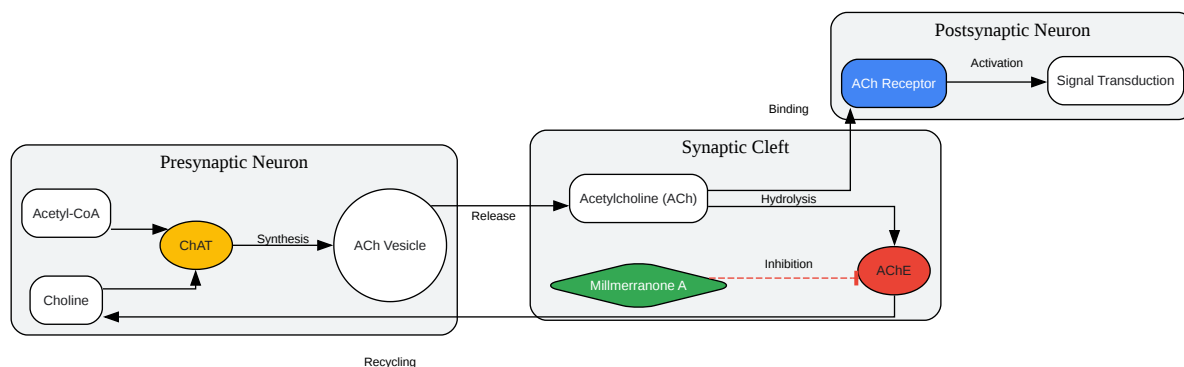 Postsynaptic Neuron
ACh Receptor
Activation
Signal Transduction
Binding
Synaptic Cleft
Acetylcholine (ACh)
Hydrolysis
Inhibition
Millmerranone A
AChE
Presynaptic Neuron
Acetyl-CoA
ChAT
Synthesis
ACh Vesicle
Release
Choline
Recycling